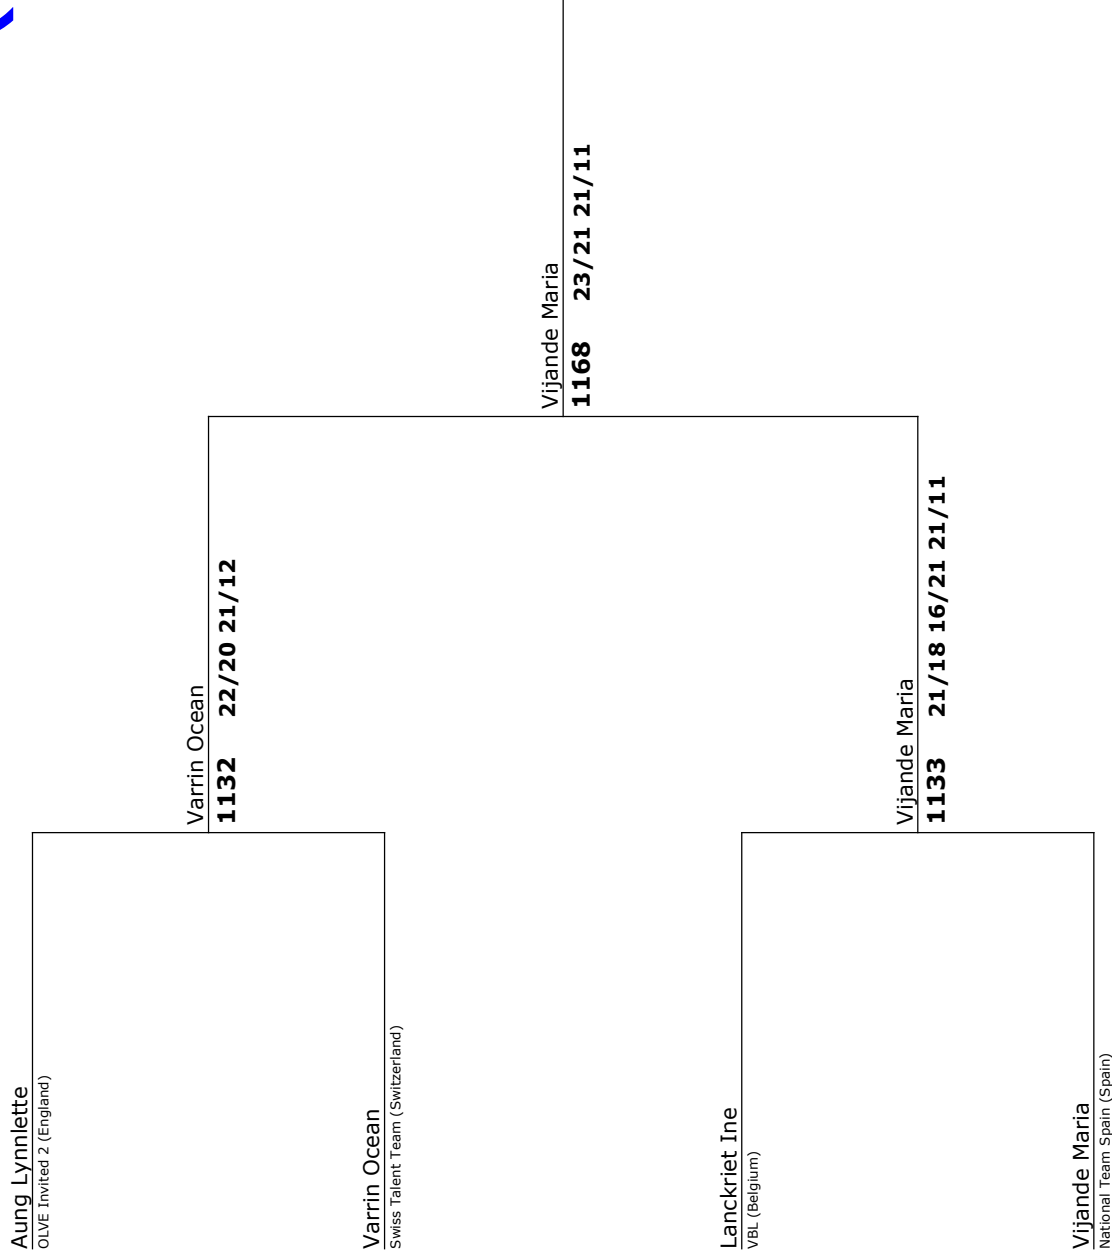 Aung Lynnlette
OLVE Invited 2 (England)
Varrin Ocean
1132 22/20 21/12
Varrin Ocean
Swiss Talent Team (Switzerland)
Vijande Maria
1168 23/21 21/11
Lanckriet Ine
VBL (Belgium)
Vijande Maria
1133 21/18 16/21 21/11
Vijande Maria
National Team Spain (Spain)